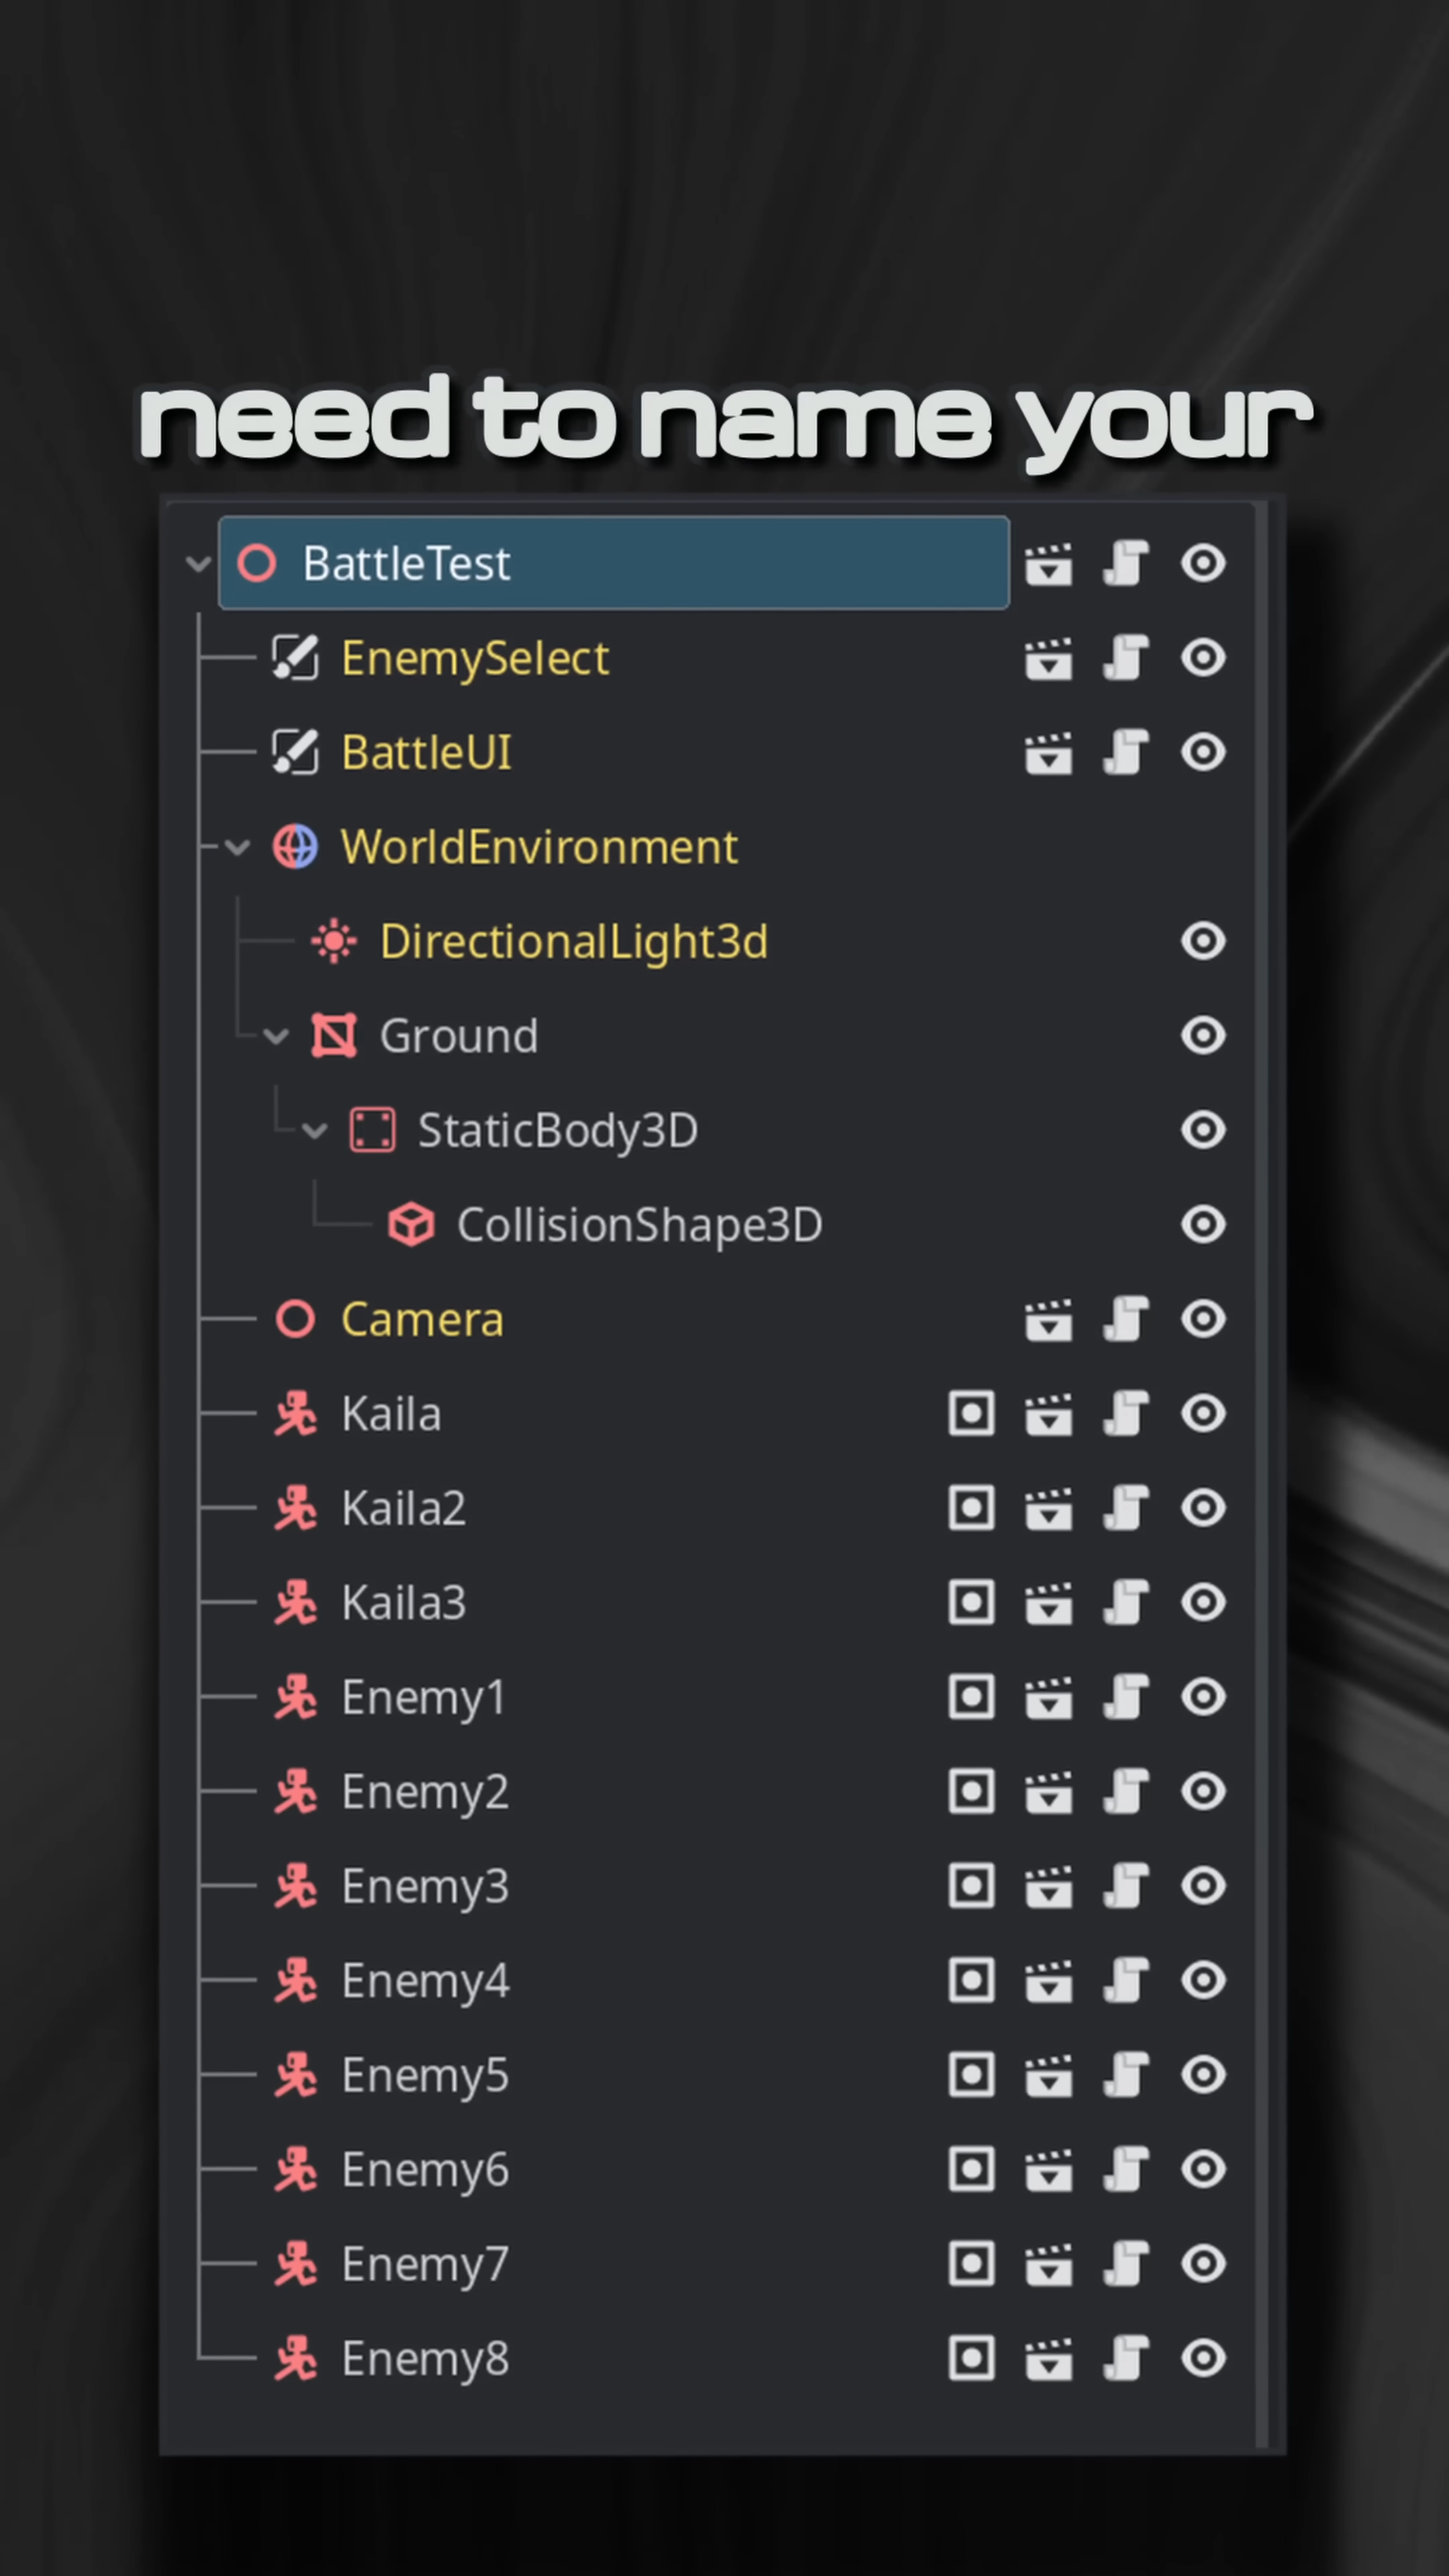 need to name your
BattleTest
EnemySelect
BattleUI
WorldEnvironment
DirectionalLight3d
Ground
StaticBody3D
CollisionShape3D
Camera
Kaila
Kaila2
Kaila3
Enemy1
Enemy2
Enemy3
Enemy4
Enemy5
Enemy6
Enemy7
Enemy8